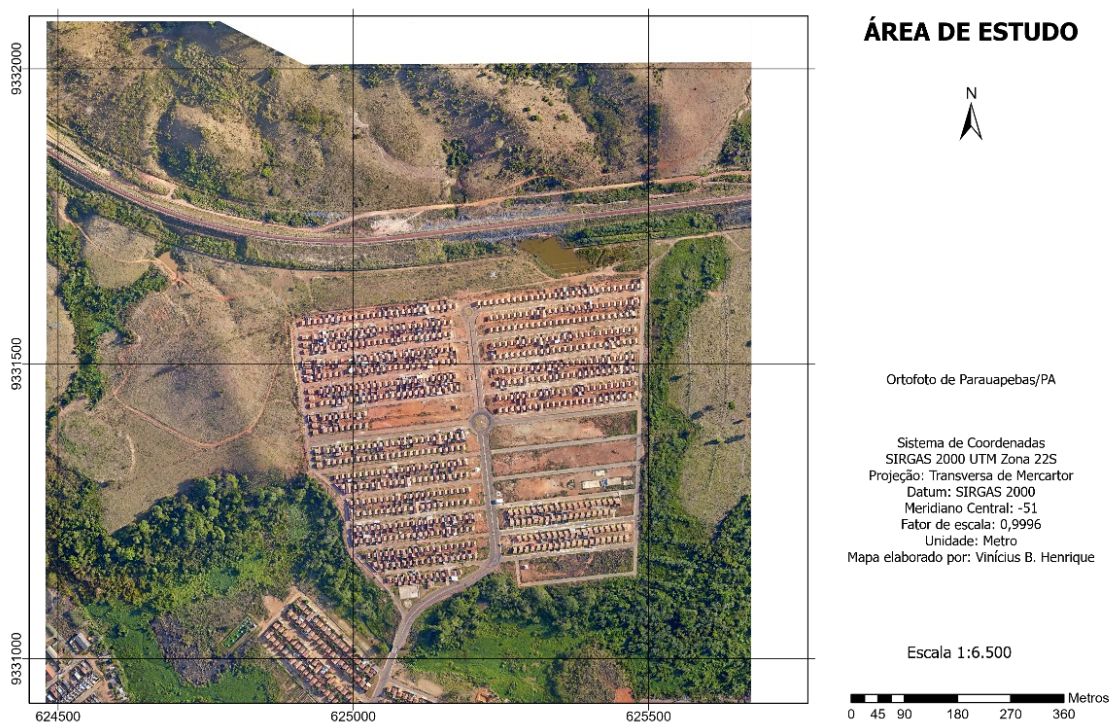 ÁREA DE ESTUDO
N
9332000
9331500
9331000
624500
625000
625500
Ortofoto de Parauapebas/PA
Sistema de Coordenadas
SIRGAS 2000 UTM Zona 22S
Projeção: Transversa de Mercartor
Datum: SIRGAS 2000
Meridiano Central: -51
Fator de escala: 0,9996
Unidade: Metro
Mapa elaborado por: Vinícius B. Henrique
Escala 1:6.500
Metros
0 45 90 180 270 360